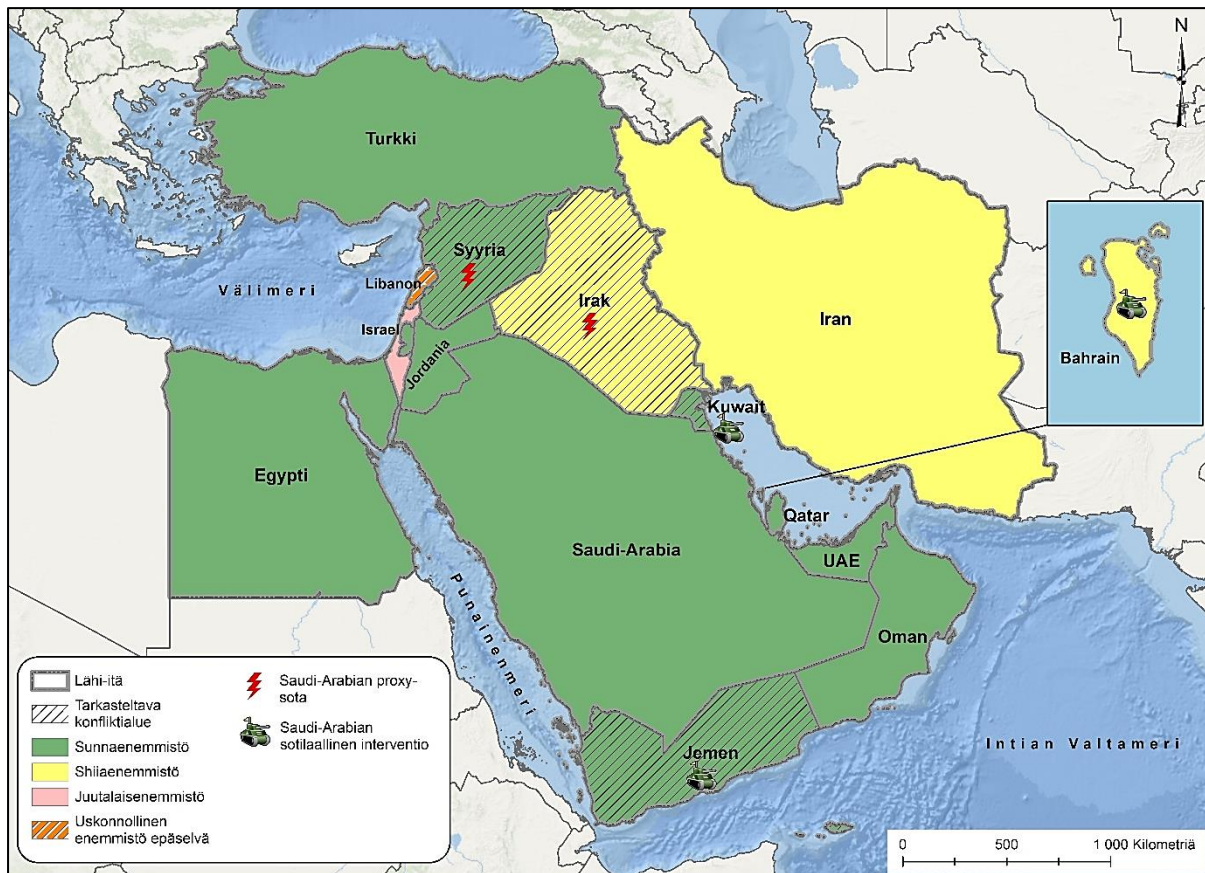 N
Turkki
Syyria
Libanon
Välimeri
Irak
Iran
Israel
Jordania
Bahrain
Kuwait
Egypti
Qatar
Saudi-Arabia
UAE
Punainenmeri
Oman
Jemen
Intian Valtameri
Lähi-itä
Tarkasteltava
konfliktialue
Sunnaenemmistö
Shiiaenemmistö
Juutalaisenemmistö
Uskonnollinen
enemmistö epäselvä
Saudi-Arabian proxy-
sota
Saudi-Arabian
sotilaallinen interventio
0 500 1 000 Kilometriä